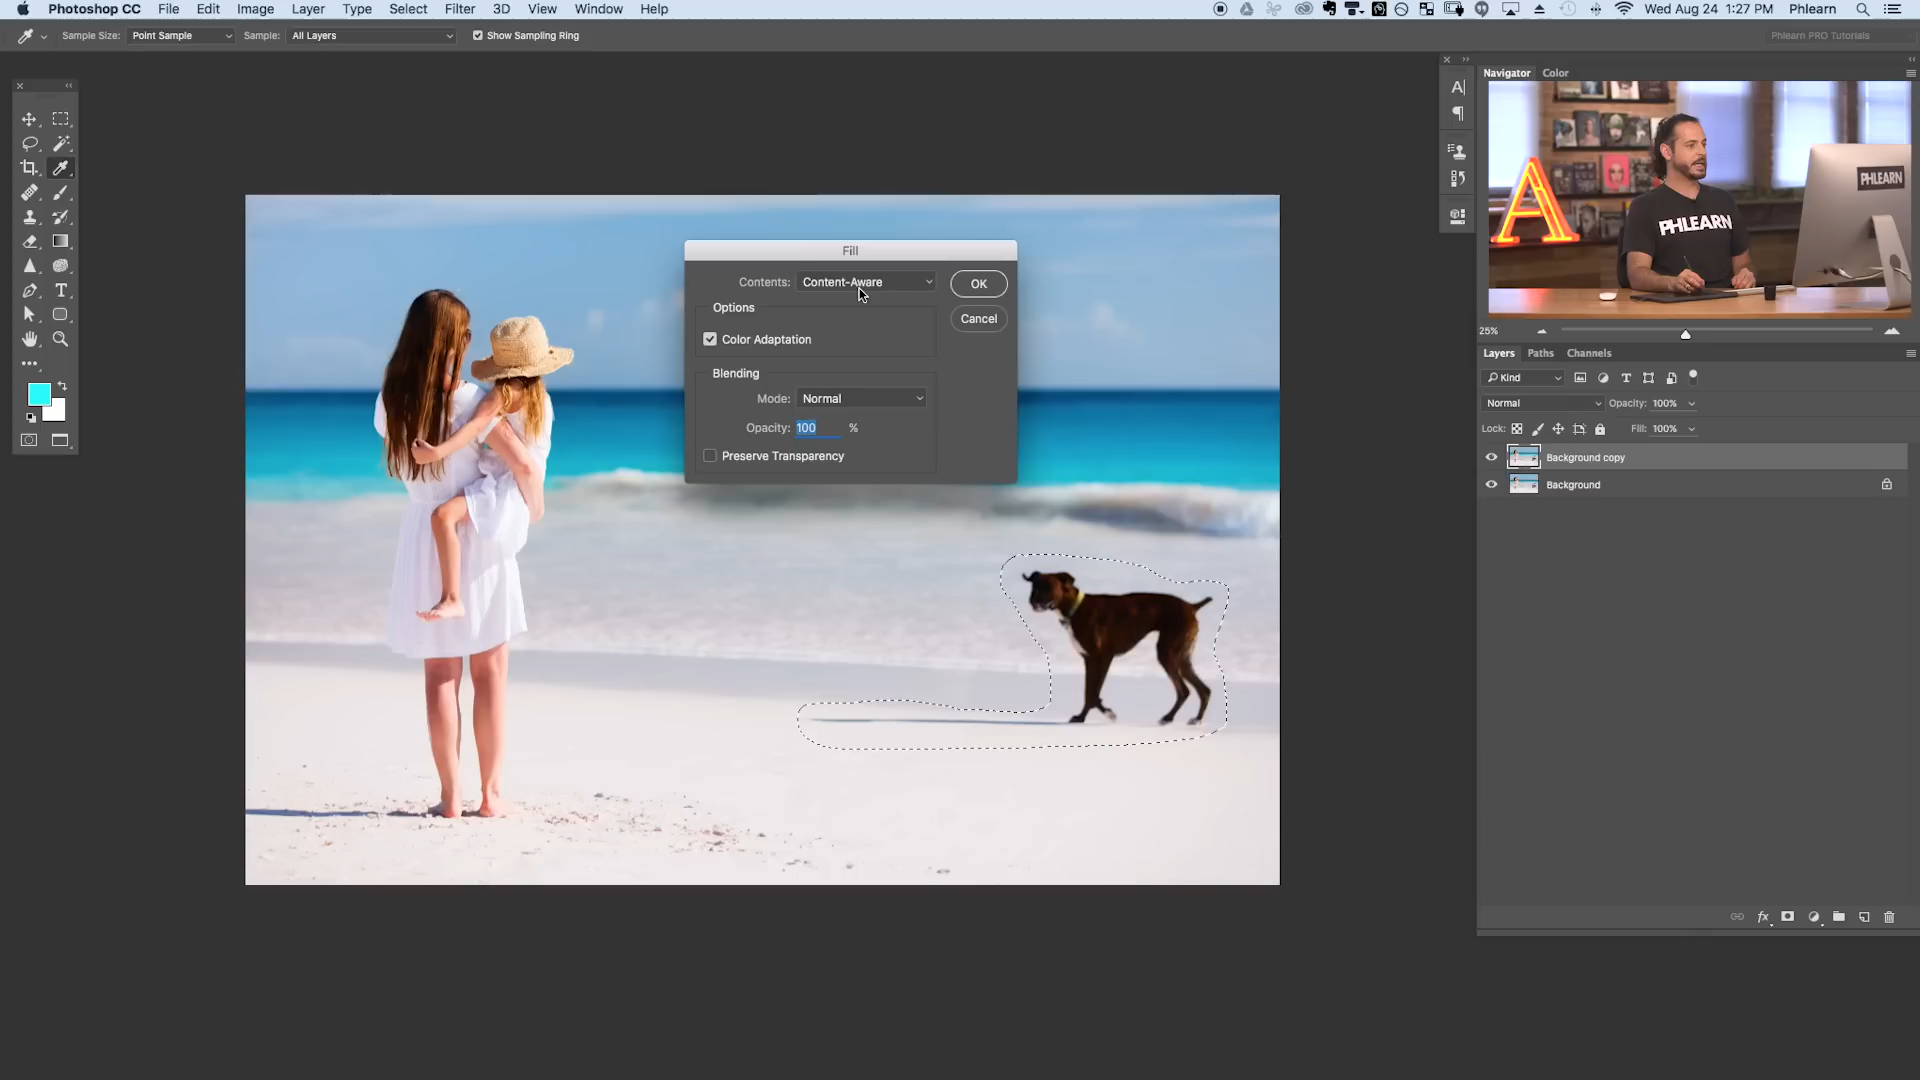 Photoshop CC File Edit Image Layer Type Select Filter 3D View Window Help Wed Aug 24 1:27 PM Phlearn
Sample Size: Point Sample Sample: All Layers Show Sampling Ring Phlearn PRO Tutorials
Navigator Color
PHLEARN
PHLEARN
A
25%
Fill
Contents: Content-Aware OK
Options
Cancel
Color Adaptation
Blending
Mode: Normal
Opacity: 100 %
Preserve Transparency
Layers Paths Channels
Kind
Normal Opacity: 100%
Lock: Fill: 100%
Background copy
Background
fx